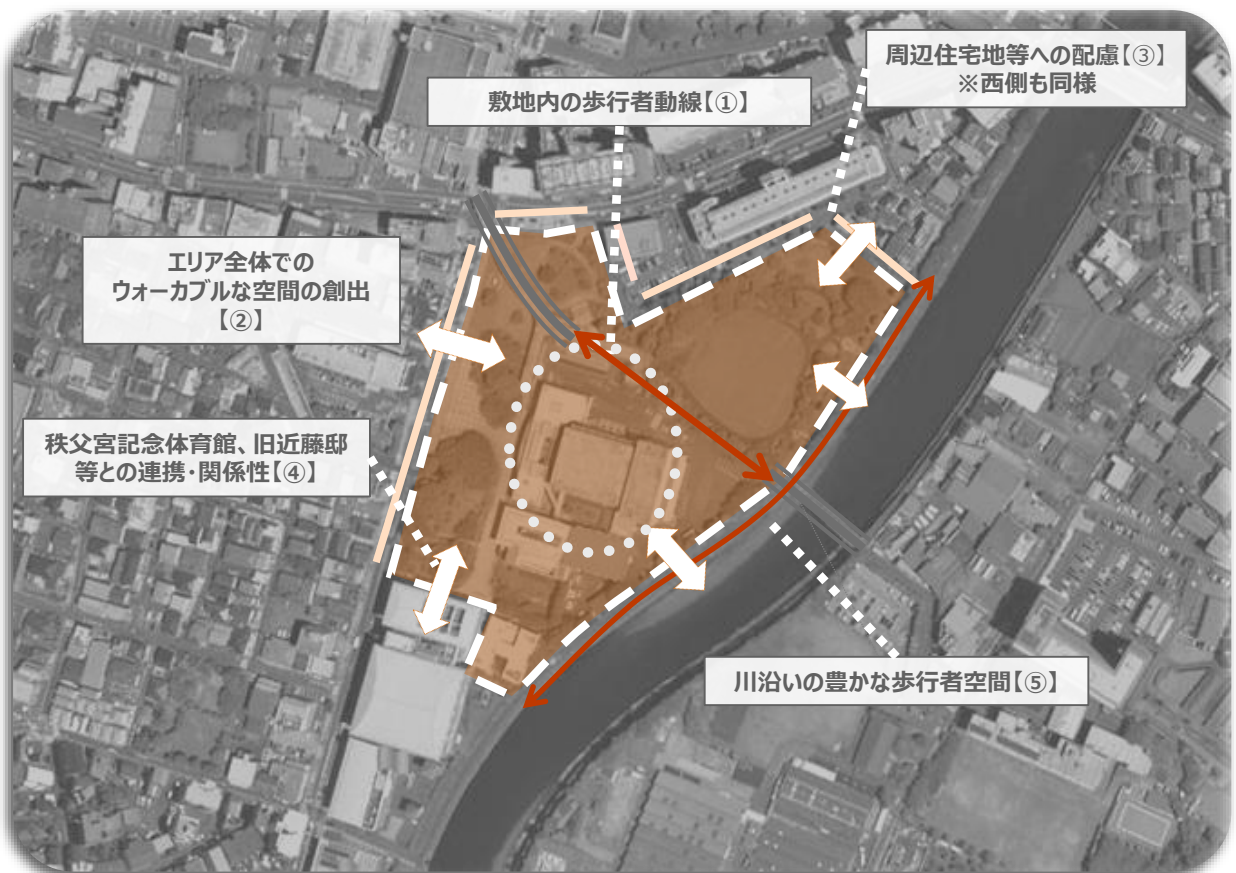 周辺住宅地等への配慮【③】
※西側も同様
敷地内の歩行者動線【①】
エリア全体での
ウォーカブルな空間の創出
【②】
秩父宮記念体育館、旧近藤邸
等との連携・関係性【④】
川沿いの豊かな歩行者空間【⑤】